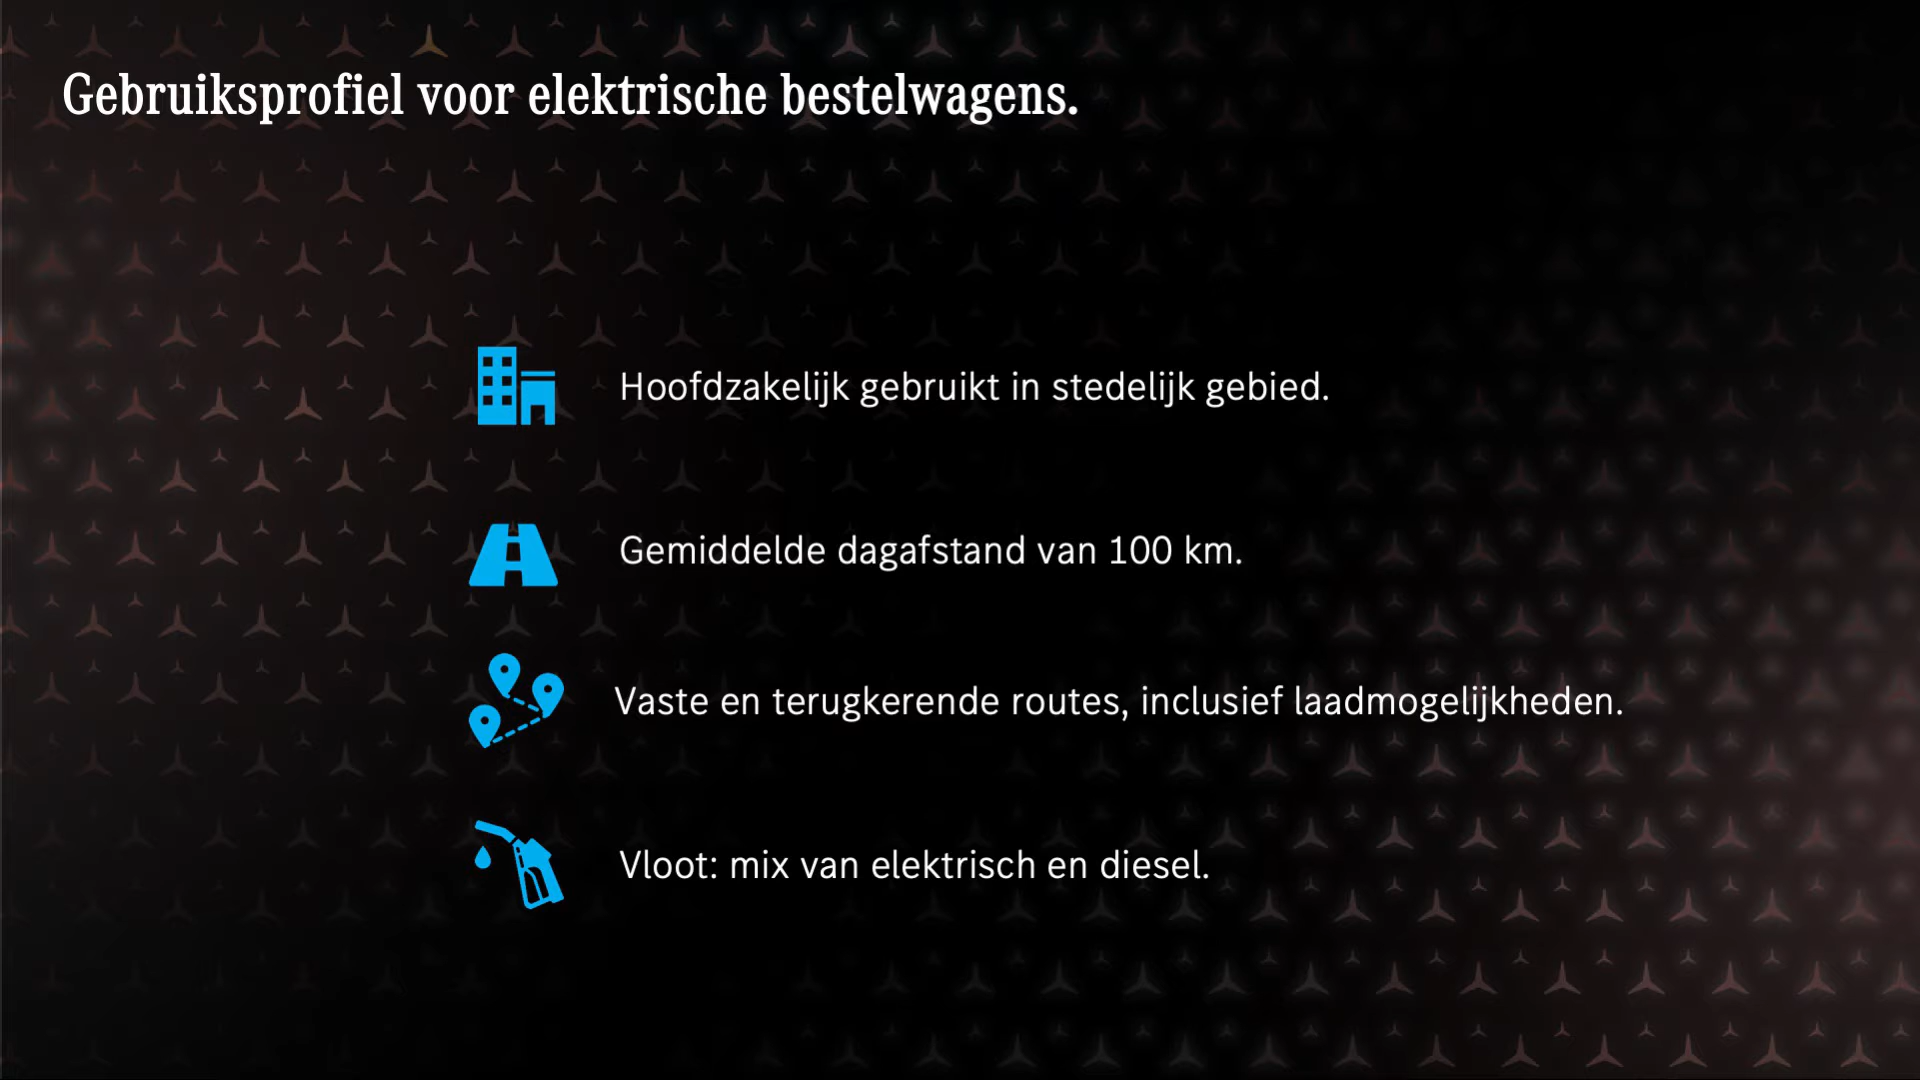 Gebruiksprofiel voor elektrische bestelwagens.
Hoofdzakelijk gebruikt in stedelijk gebied.
Gemiddelde dagafstand van 100 km.
Vaste en terugkerende routes, inclusief laadmogelijkheden.
Vloot: mix van elektrisch en diesel.